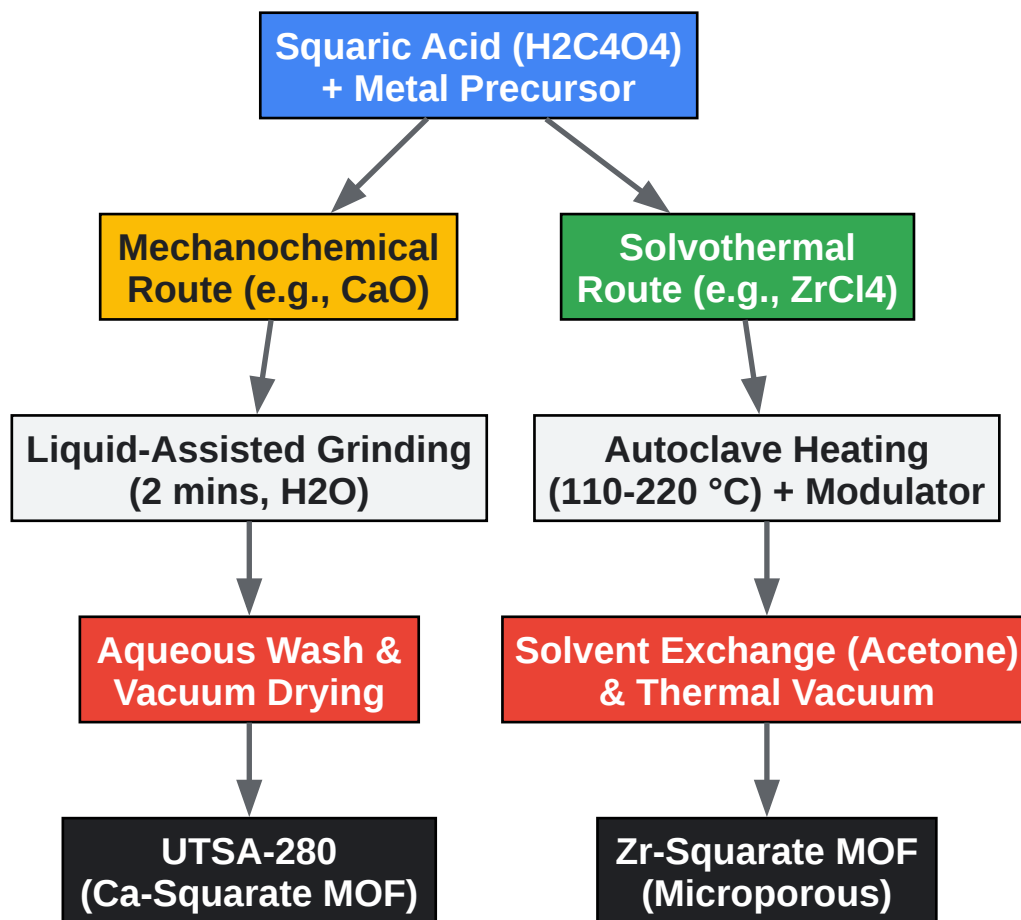 Squaric Acid (H2C4O4)
+ Metal Precursor
Mechanochemical
Route (e.g., CaO)
Solvothermal
Route (e.g., ZrCl4)
Liquid-Assisted Grinding
(2 mins, H2O)
Autoclave Heating
(110-220 °C) + Modulator
Aqueous Wash &
Vacuum Drying
Solvent Exchange (Acetone)
& Thermal Vacuum
UTSA-280
(Ca-Squarate MOF)
Zr-Squarate MOF
(Microporous)